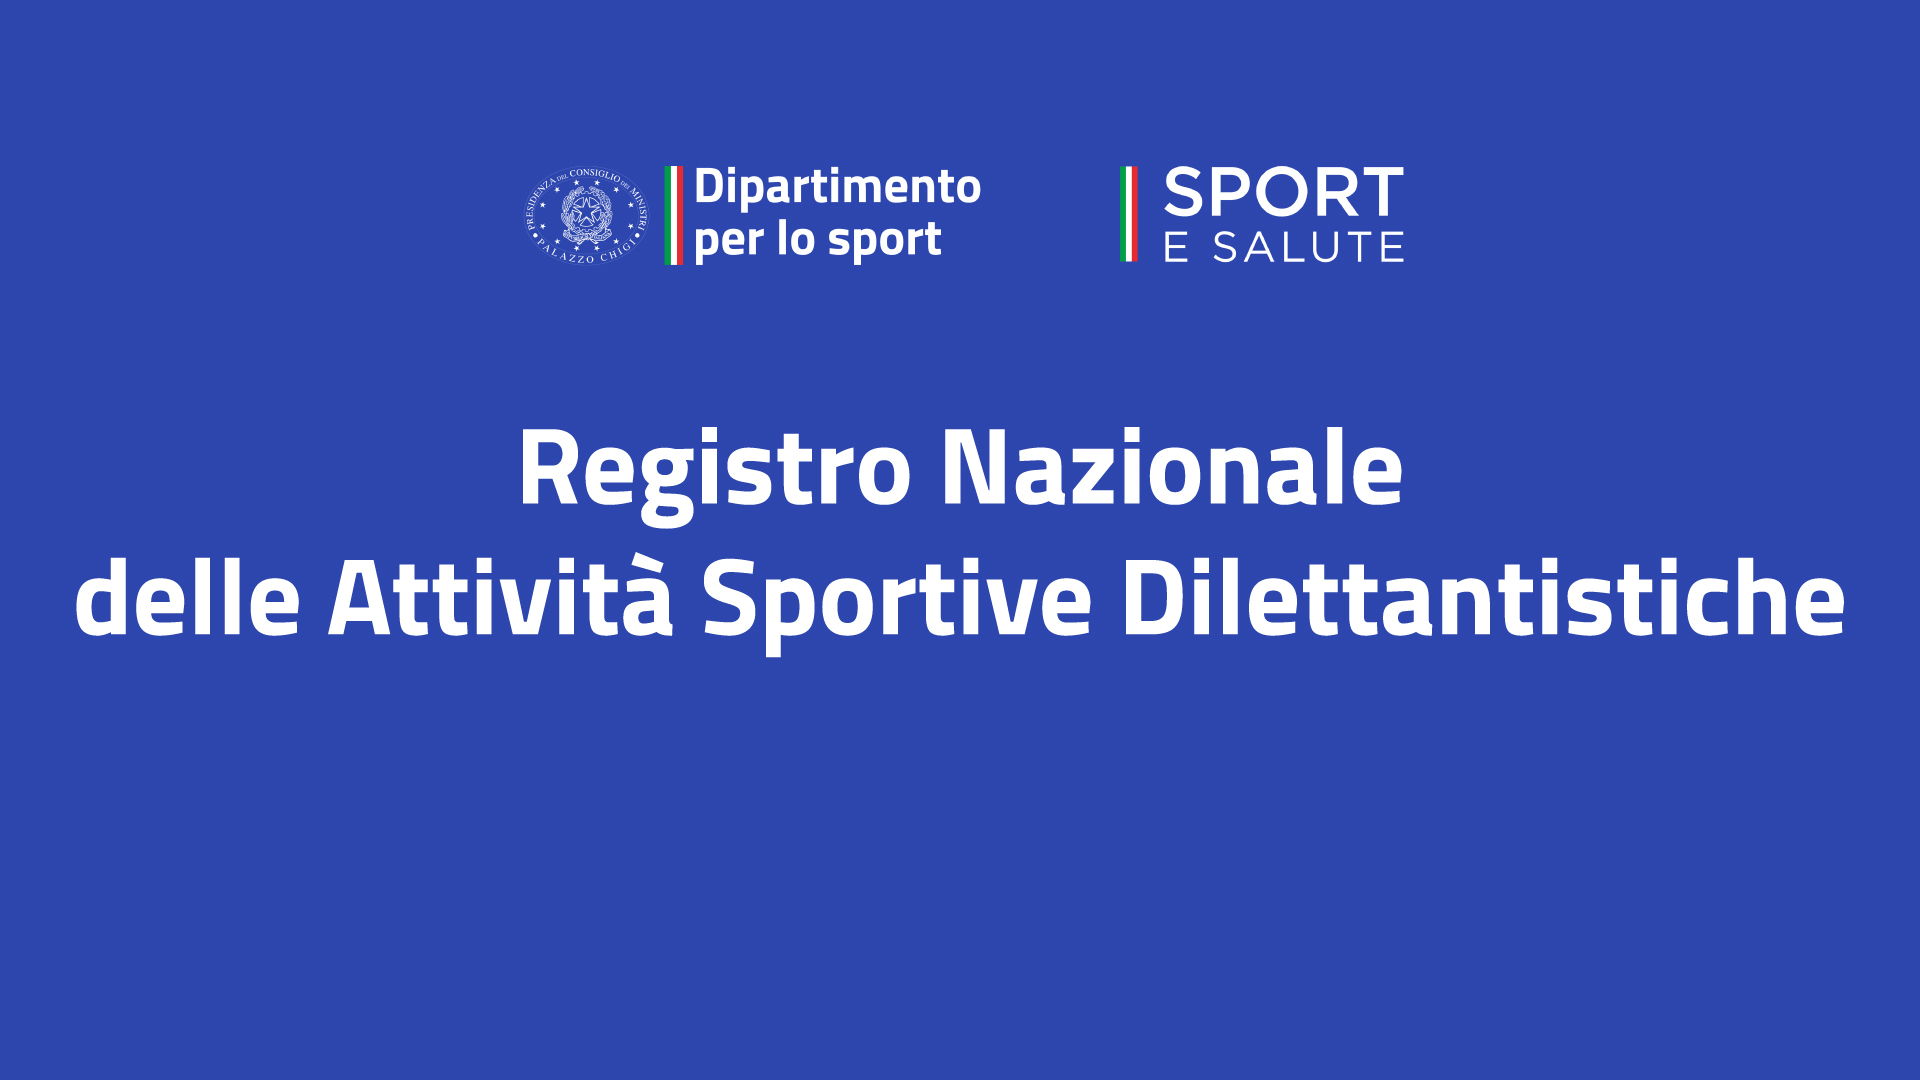 PRESIDENZA DEL CONSIGLIO DEI MINISTRI
PALAZZO CHIGI
Dipartimento
per lo sport
SPORT
E SALUTE
Registro Nazionale
delle Attività Sportive Dilettantistiche